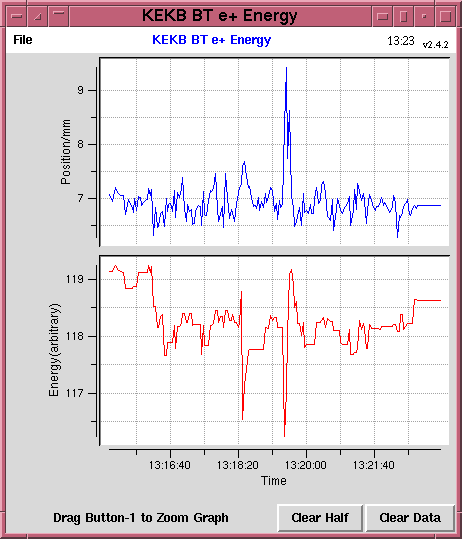 KEKB BT e+ Energy
File KEKB BT e+ Energy 13:23 v2.4.2
Position/mm
9
8
7
Energy(arbitrary)
119
118
117
13:16:40 13:18:20 13:20:00 13:21:40
Time
Drag Button-1 to Zoom Graph Clear Half Clear Data